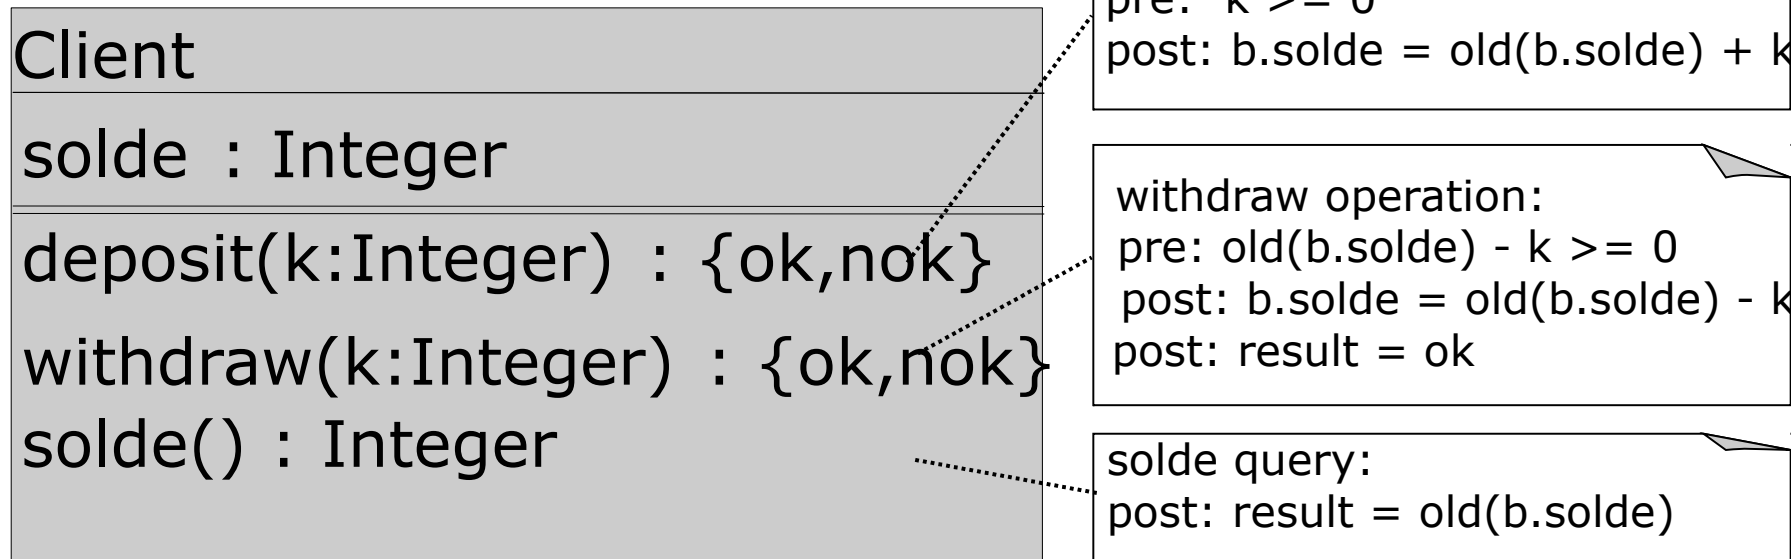 Client
solde : Integer
deposit(k:Integer) : {ok,nok}
withdraw(k:Integer) : {ok,nok}
solde() : Integer
pre: k >= 0
post: b.solde = old(b.solde) + k
withdraw operation:
pre: old(b.solde) - k >= 0
post: b.solde = old(b.solde) - k
post: result = ok
solde query:
post: result = old(b.solde)